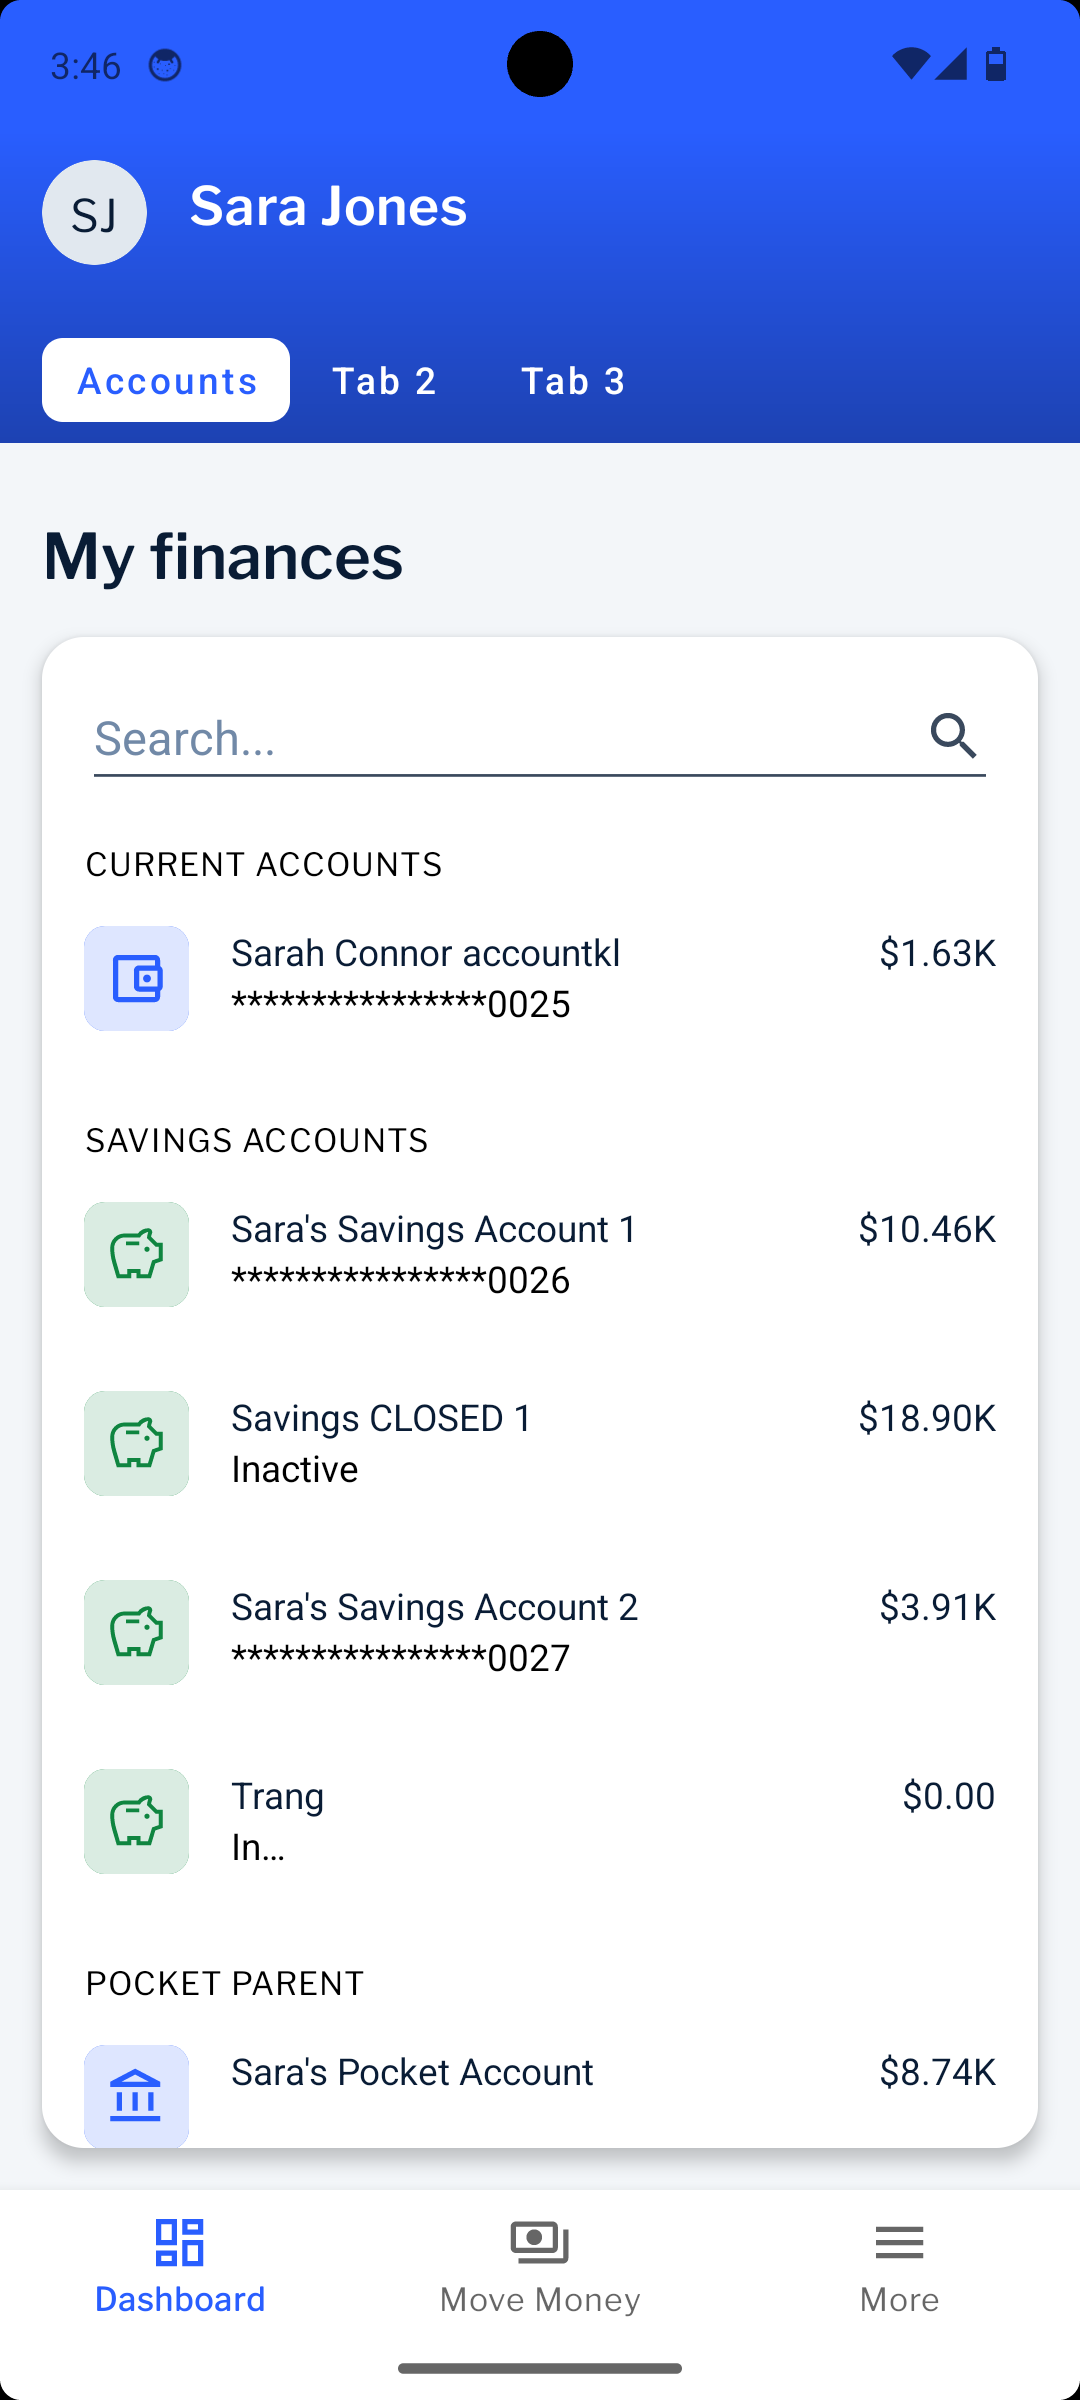 3:46
SJ
Sara Jones
Accounts
Tab 2
Tab 3
My finances
Search...
CURRENT ACCOUNTS
Sarah Connor accountkl $1.63K
****************0025
SAVINGS ACCOUNTS
Sara's Savings Account 1 $10.46K
****************0026
Savings CLOSED 1 $18.90K
Inactive
Sara's Savings Account 2 $3.91K
****************0027
Trang $0.00
In...
POCKET PARENT
Sara's Pocket Account $8.74K
Dashboard
Move Money
More